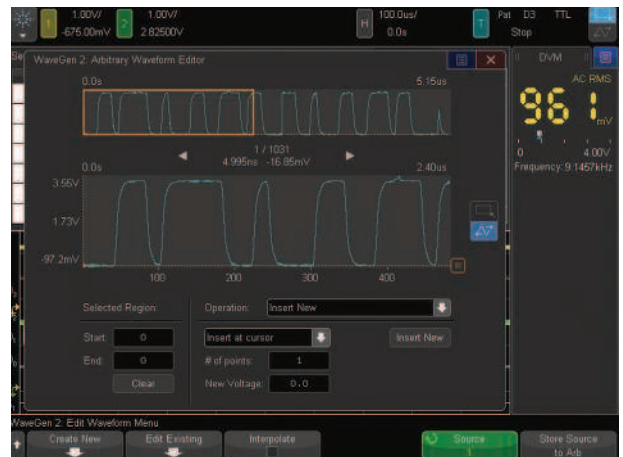 1 1.00V/ 2 1.00V/ H 100.0us/ T Pat D3 TTL
-675.00mV 2.82500V 0.0s Stop
WaveGen 2: Arbitrary Waveform Editor
DVM
0.0s 5.15us
AC RMS
961 mV
1 / 1031
4.995ns -16.85mV
0 4.00V
Frequency: 9.1457kHz
0.0s 2.40us
3.55V
1.73V
-97.2mV
100 200 300 400
Selected Region: Operation: Insert New
Start: 0 Insert at cursor Insert New
End: 0 # of points: 1
Clear New Voltage: 0.0
WaveGen 2: Edit Waveform Menu
Create New Edit Existing Interpolate Source Store Source
1 to Arb